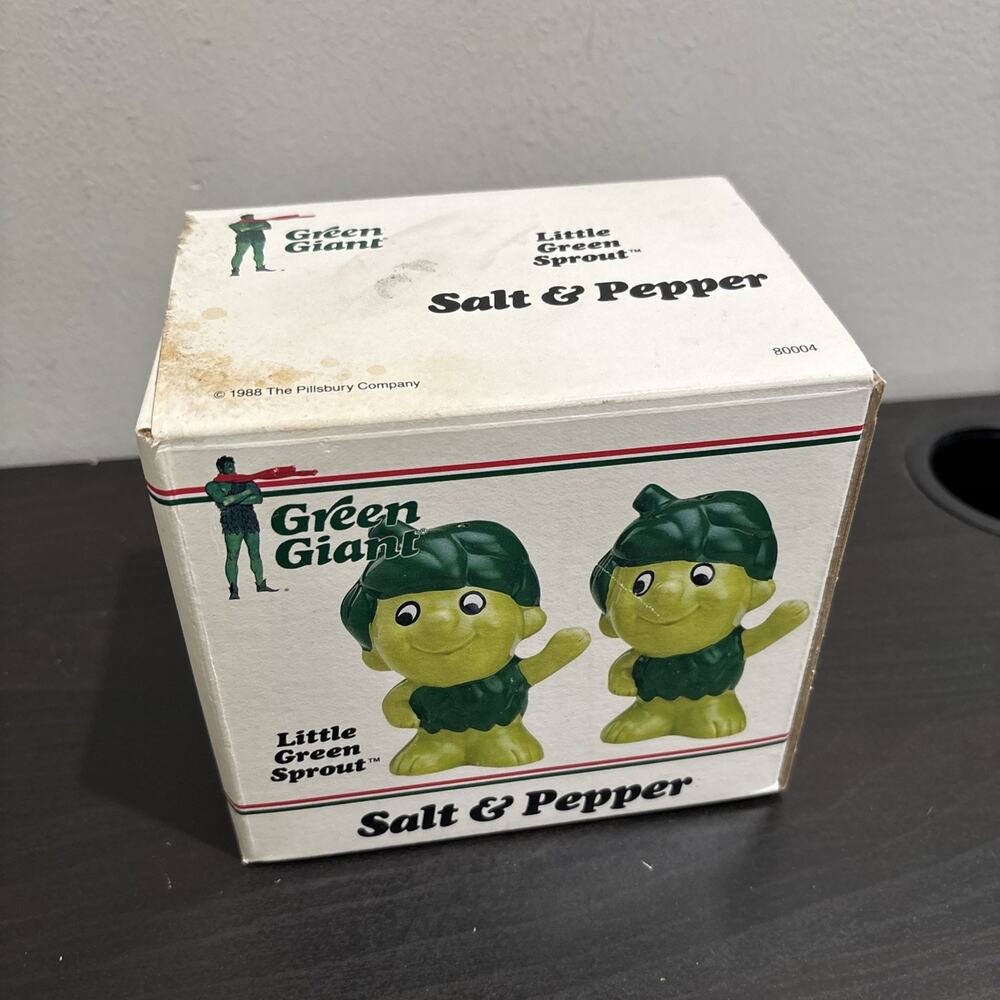 Green
Giant®
Little
Green
Sprout™
Salt & Pepper
80004
© 1988 The Pillsbury Company
Green
Giant®
Little
Green
Sprout™
Salt & Pepper